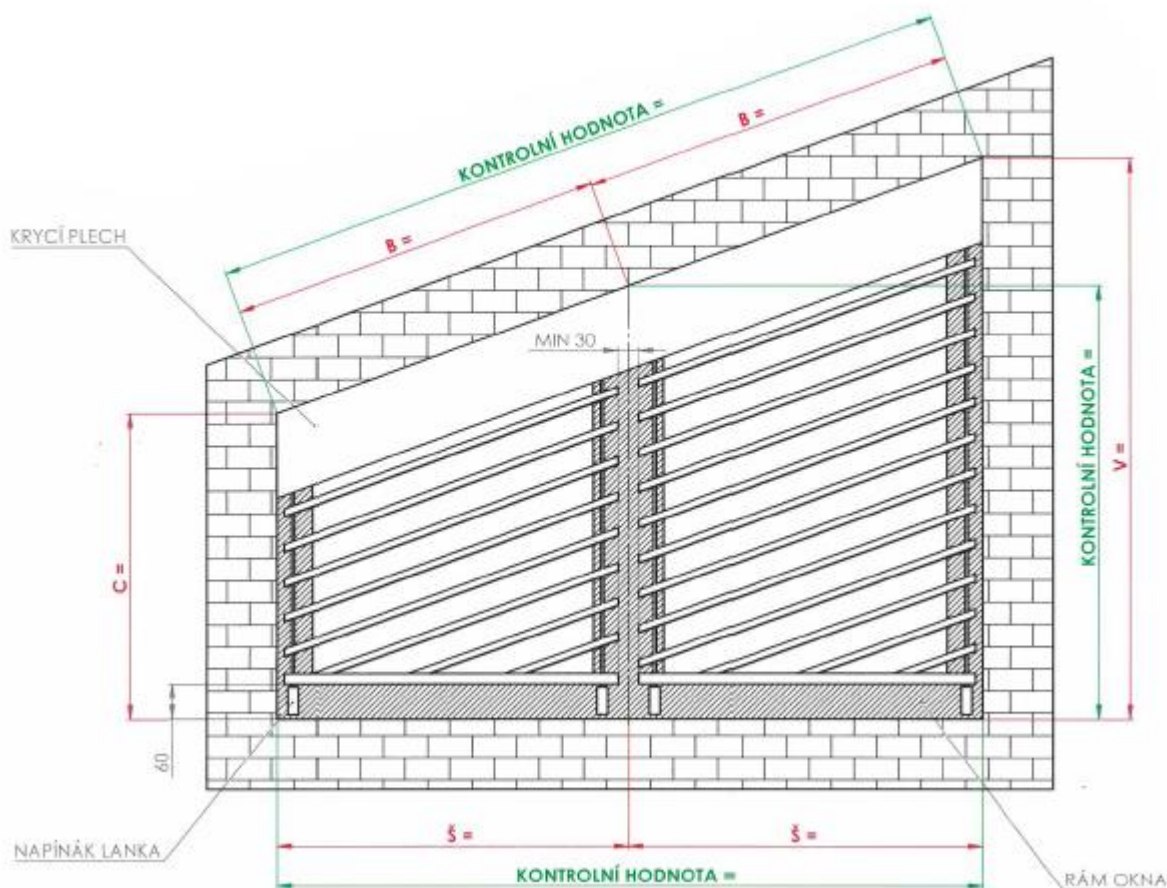 KONTROLNÍ HODNOTA =
B =
B =
KRYCÍ PLECH
MIN 30
KONTROLNÍ HODNOTA =
V =
C =
60
NAPÍNÁK LANKA
Š =
Š =
KONTROLNÍ HODNOTA =
RÁM OKNA